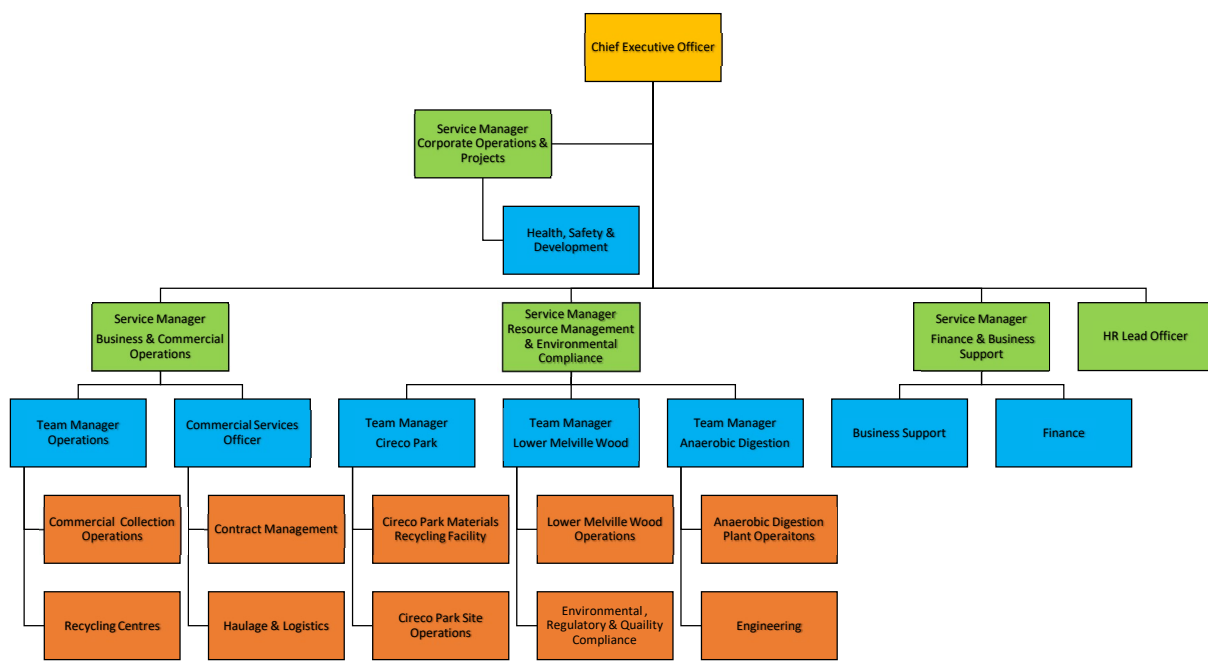 Chief Executive Officer
Service Manager
Corporate Operations &
Projects
Health, Safety &
Development
Service Manager
Business & Commercial
Operations
Service Manager
Resource Management
& Environmental
Compliance
Service Manager
Finance & Business
Support
HR Lead Officer
Team Manager
Operations
Commercial Services
Officer
Team Manager
Cireco Park
Team Manager
Lower Melville Wood
Team Manager
Anaerobic Digestion
Business Support
Finance
Commercial Collection
Operations
Contract Management
Cireco Park Materials
Recycling Facility
Lower Melville Wood
Operations
Anaerobic Digestion
Plant Operaitons
Recycling Centres
Haulage & Logistics
Cireco Park Site
Operations
Environmental ,
Regulatory & Quaility
Compliance
Engineering